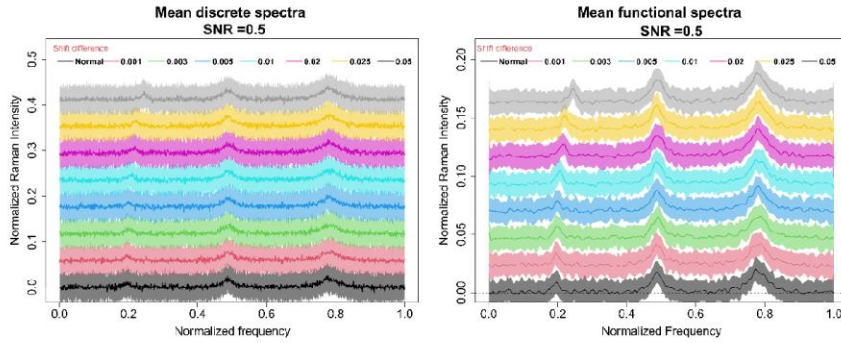 Mean discrete spectra
SNR =0.5
Shift difference
Normal 0.001 0.003 0.005 0.01 0.02 0.025 0.05
0.5
0.4
0.3
0.2
0.1
0.0
Normalized Raman Intensity
0.0 0.2 0.4 0.6 0.8 1.0
Normalized frequency
Mean functional spectra
SNR =0.5
Shift difference
Normal 0.001 0.003 0.005 0.01 0.02 0.025 0.05
0.20
0.15
0.10
0.05
0.00
Normalized Raman Intensity
0.0 0.2 0.4 0.6 0.8 1.0
Normalized Frequency